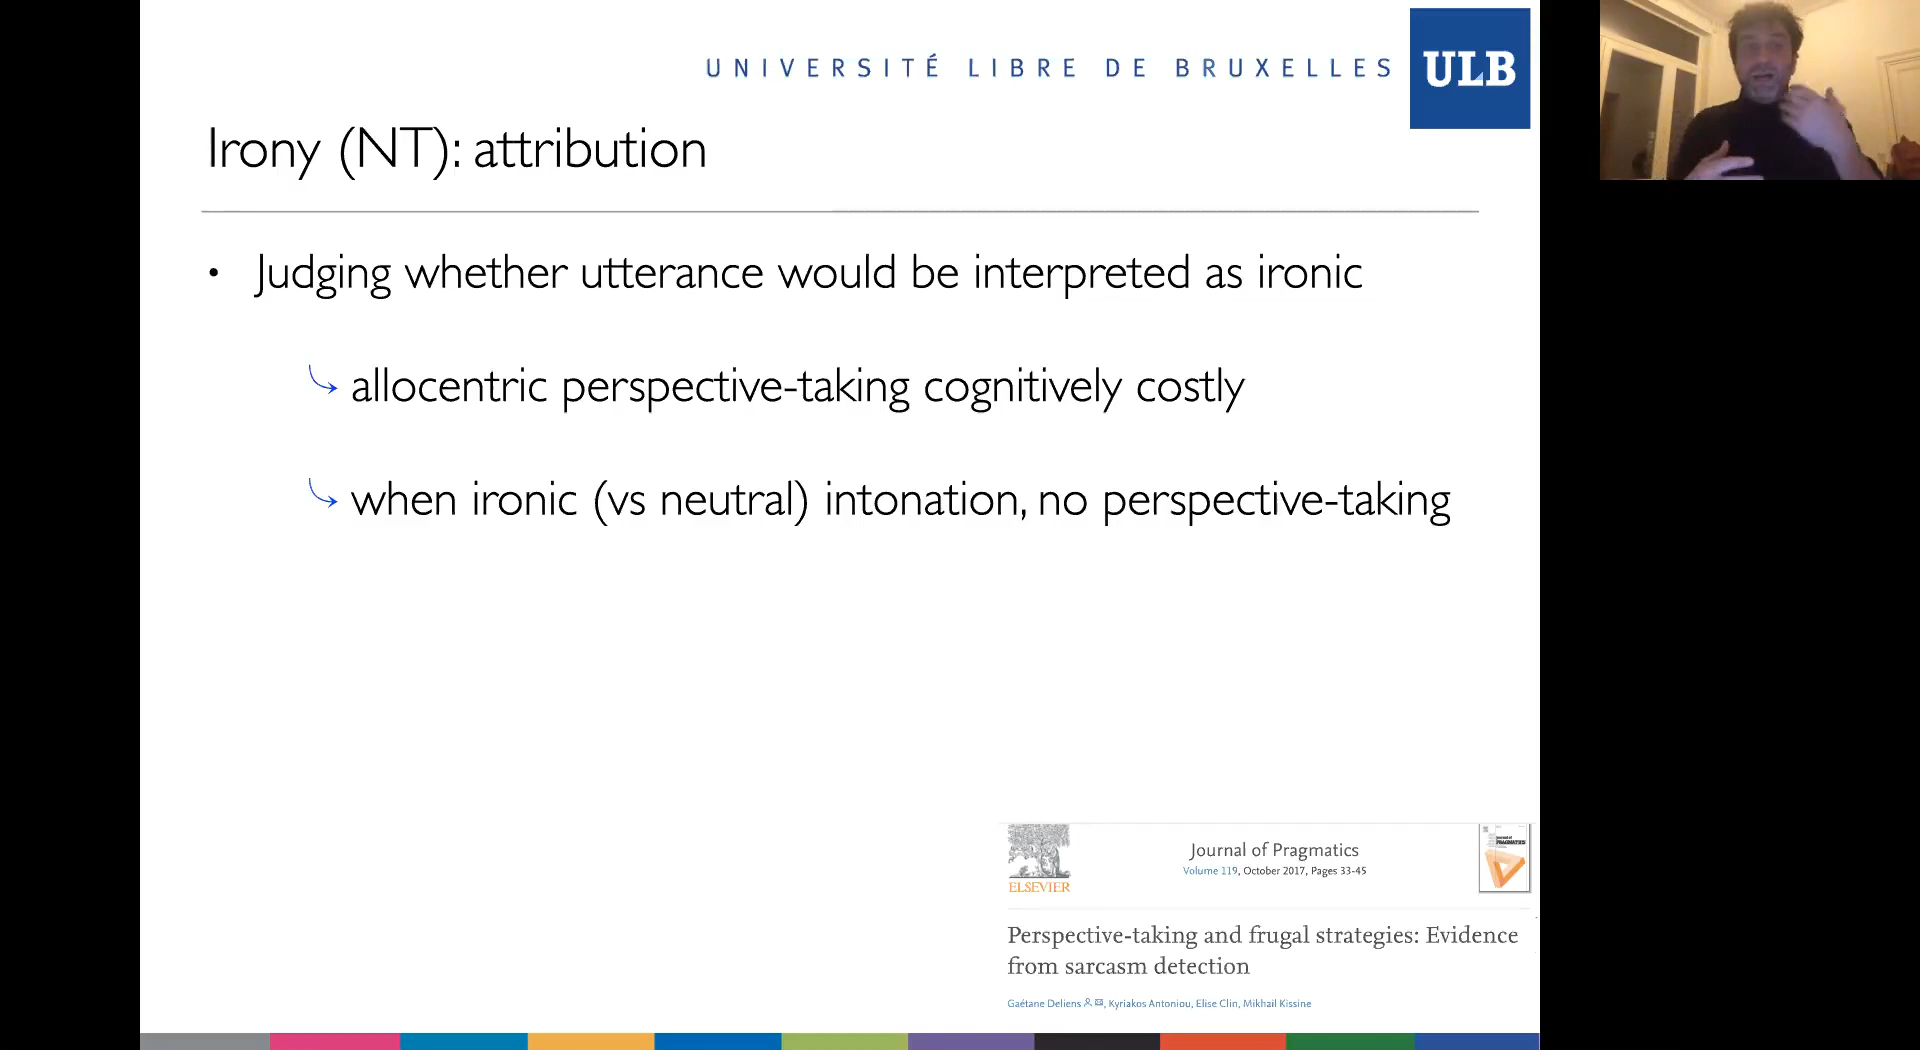 UNIVERSITÉ LIBRE DE BRUXELLES
ULB
Irony (NT): attribution
• Judging whether utterance would be interpreted as ironic
allocentric perspective-taking cognitively costly
when ironic (vs neutral) intonation, no perspective-taking
ELSEVIER
Journal of Pragmatics
Volume 119, October 2017, Pages 33-45
Perspective-taking and frugal strategies: Evidence
from sarcasm detection
Gaétane Deliens, Kyriakos Antoniou, Elise Clin, Mikhail Kissine